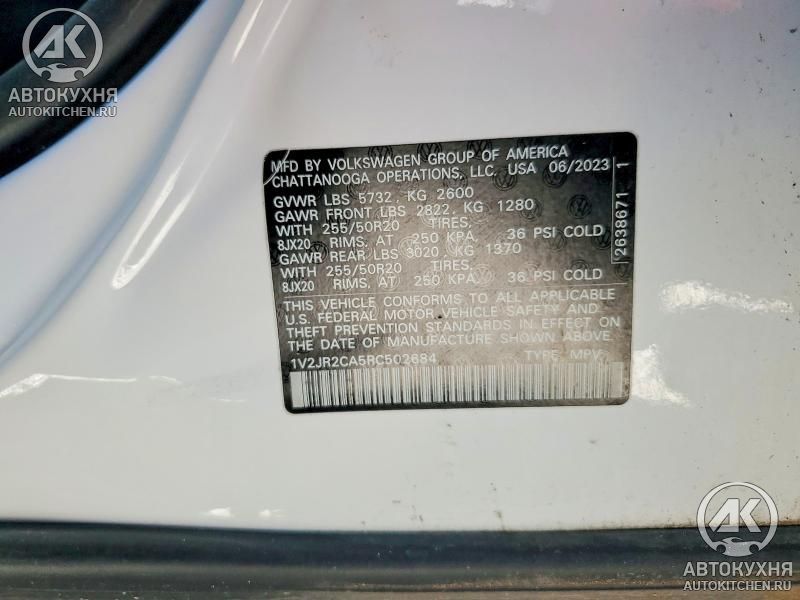 AK
АВТОКУХНЯ
AUTOKITCHEN.RU
MFD BY VOLKSWAGEN GROUP OF AMERICA
CHATTANOOGA OPERATIONS, LLC. USA 06/2023
GVWR LBS 5732, KG 2600
GAWR FRONT LBS 2822, KG 1280
WITH 255/50R20 TIRES,
8JX20 RIMS, AT 250 KPA, 36 PSI COLD
GAWR REAR LBS 3020, KG 1370
WITH 255/50R20 TIRES,
8JX20 RIMS, AT 250 KPA, 36 PSI COLD
THIS VEHICLE CONFORMS TO ALL APPLICABLE
U.S. FEDERAL MOTOR VEHICLE SAFETY AND
THEFT PREVENTION STANDARDS IN EFFECT ON
THE DATE OF MANUFACTURE SHOWN ABOVE.
1V2JR2CA5RC502684 TYPE: MPV
2638671 1
AK
АВТОКУХНЯ
AUTOKITCHEN.RU